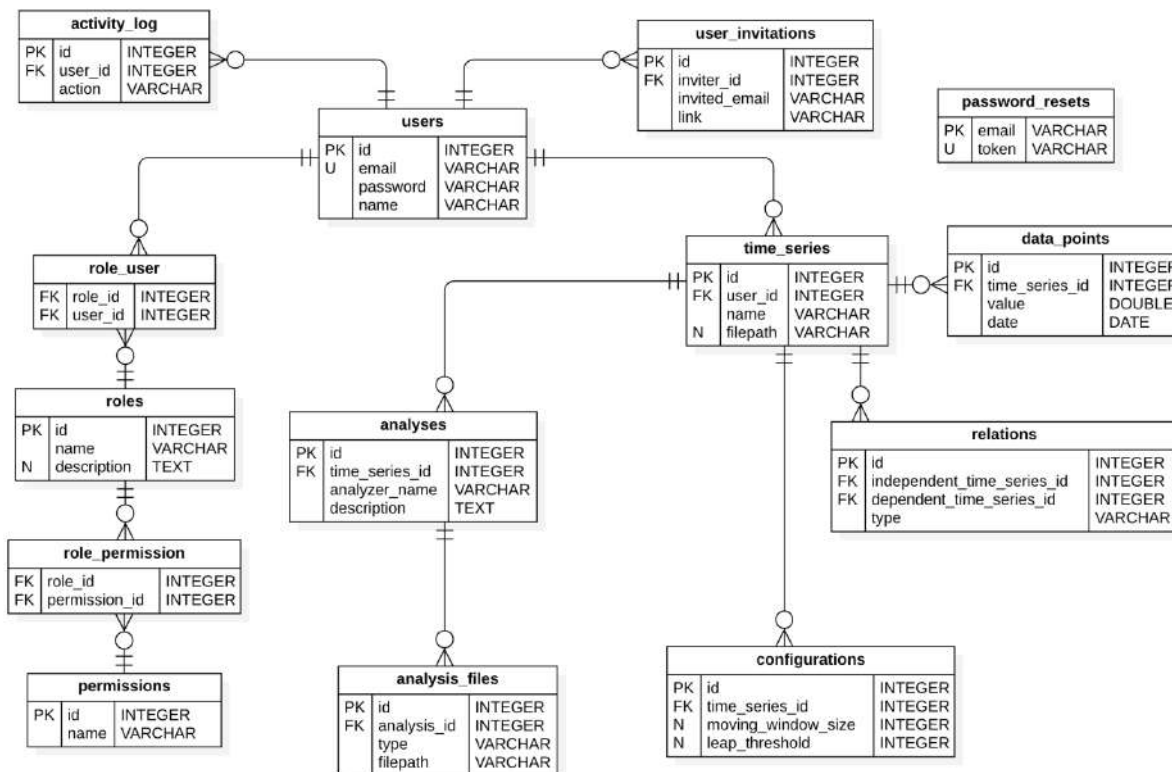 activity_log
PK id INTEGER
FK user_id INTEGER
action VARCHAR
user_invitations
PK id INTEGER
FK inviter_id INTEGER
invited_email VARCHAR
link VARCHAR
password_resets
PK email VARCHAR
U token VARCHAR
users
PK id INTEGER
U email VARCHAR
password VARCHAR
name VARCHAR
role_user
FK role_id INTEGER
FK user_id INTEGER
time_series
PK id INTEGER
FK user_id INTEGER
name VARCHAR
N filepath VARCHAR
data_points
PK id INTEGER
FK time_series_id INTEGER
value DOUBLE
date DATE
roles
PK id INTEGER
name VARCHAR
N description TEXT
analyses
PK id INTEGER
FK time_series_id INTEGER
analyzer_name VARCHAR
description TEXT
relations
PK id INTEGER
FK independent_time_series_id INTEGER
FK dependent_time_series_id INTEGER
type VARCHAR
role_permission
FK role_id INTEGER
FK permission_id INTEGER
permissions
PK id INTEGER
name VARCHAR
analysis_files
PK id INTEGER
FK analysis_id INTEGER
type VARCHAR
filepath VARCHAR
configurations
PK id INTEGER
FK time_series_id INTEGER
N moving_window_size INTEGER
N leap_threshold INTEGER